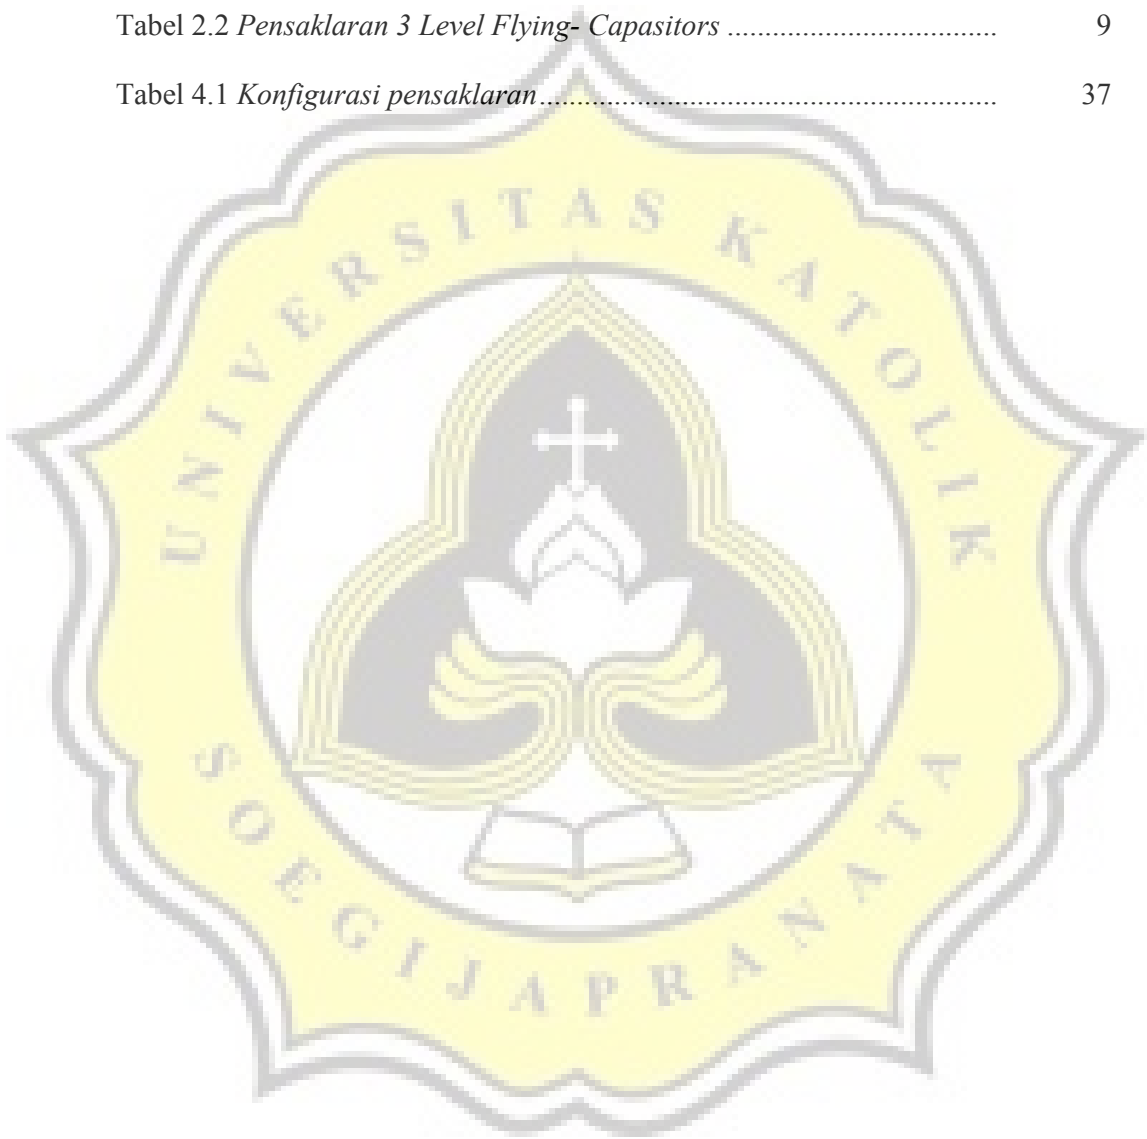 Tabel 2.2 Pensaklaran 3 Level Flying- Capasitors .................................... 9
Tabel 4.1 Konfigurasi pensaklaran ............................................................. 37
UNIVERSITAS KATOLIK
SOEGIJAPRANATA